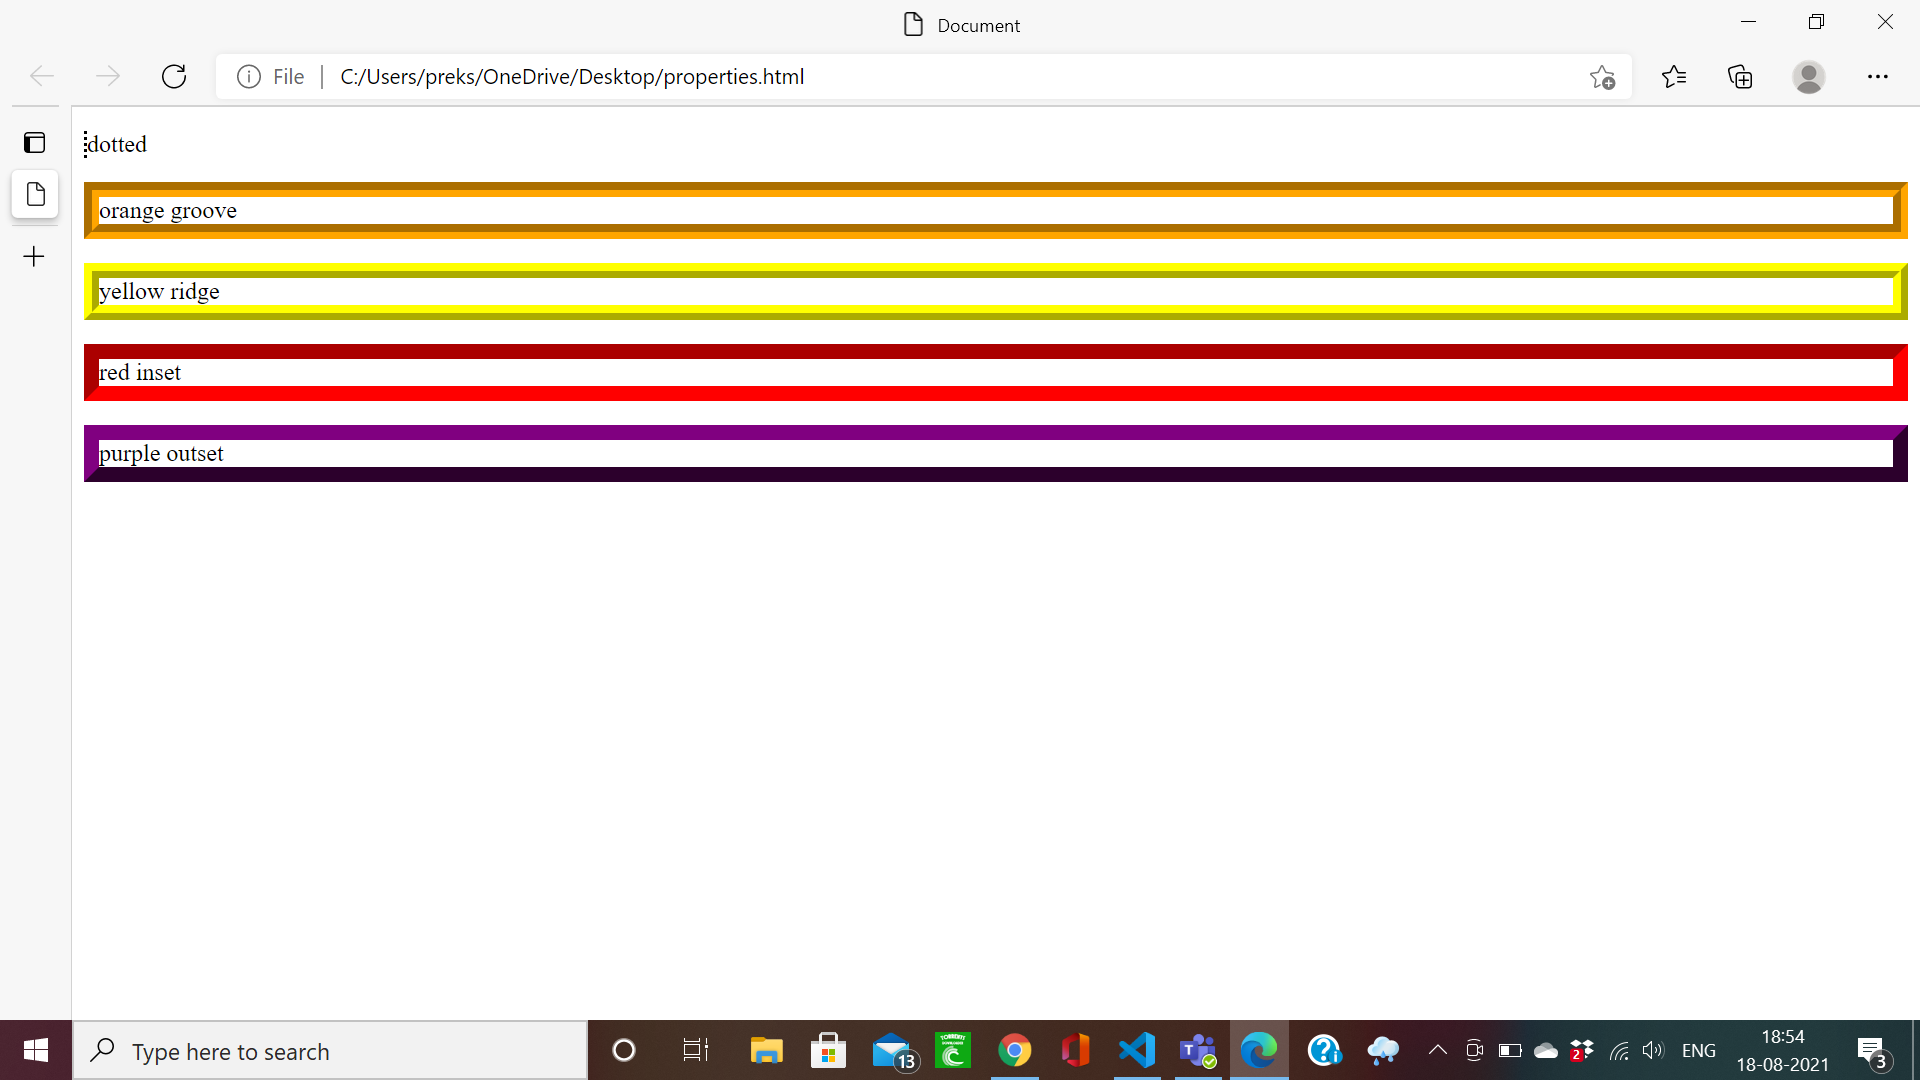 Document
File C:/Users/preks/OneDrive/Desktop/properties.html
dotted
orange groove
yellow ridge
red inset
purple outset
Type here to search
13
TORRENTS
T
2
ENG
18:54
18-08-2021
3